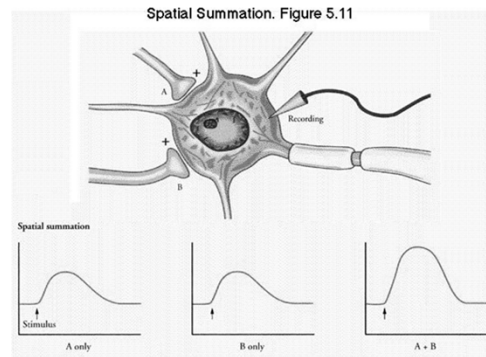 Spatial Summation. Figure 5.11
+
A
Recording
+
B
Spatial summation
Stimulus
A only
B only
A + B